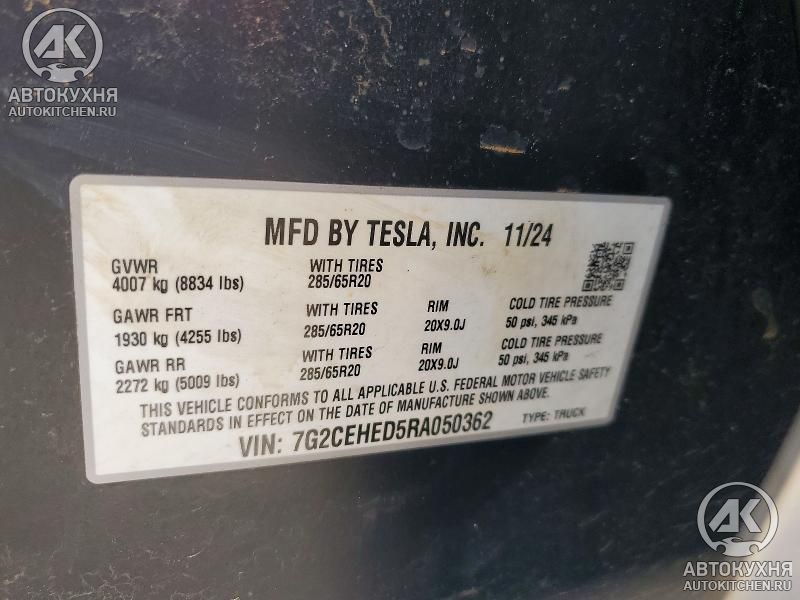 AK
АВТОКУХНЯ
AUTOKITCHEN.RU
MFD BY TESLA, INC. 11/24
GVWR WITH TIRES
4007 kg (8834 lbs) 285/65R20
GAWR FRT WITH TIRES RIM COLD TIRE PRESSURE
1930 kg (4255 lbs) 285/65R20 20X9.0J 50 psi, 345 kPa
GAWR RR WITH TIRES RIM COLD TIRE PRESSURE
2272 kg (5009 lbs) 285/65R20 20X9.0J 50 psi, 345 kPa
THIS VEHICLE CONFORMS TO ALL APPLICABLE U.S. FEDERAL MOTOR VEHICLE SAFETY
STANDARDS IN EFFECT ON THE DATE OF MANUFACTURE SHOWN ABOVE.
VIN: 7G2CEHED5RA050362 TYPE: TRUCK
AK
АВТОКУХНЯ
AUTOKITCHEN.RU